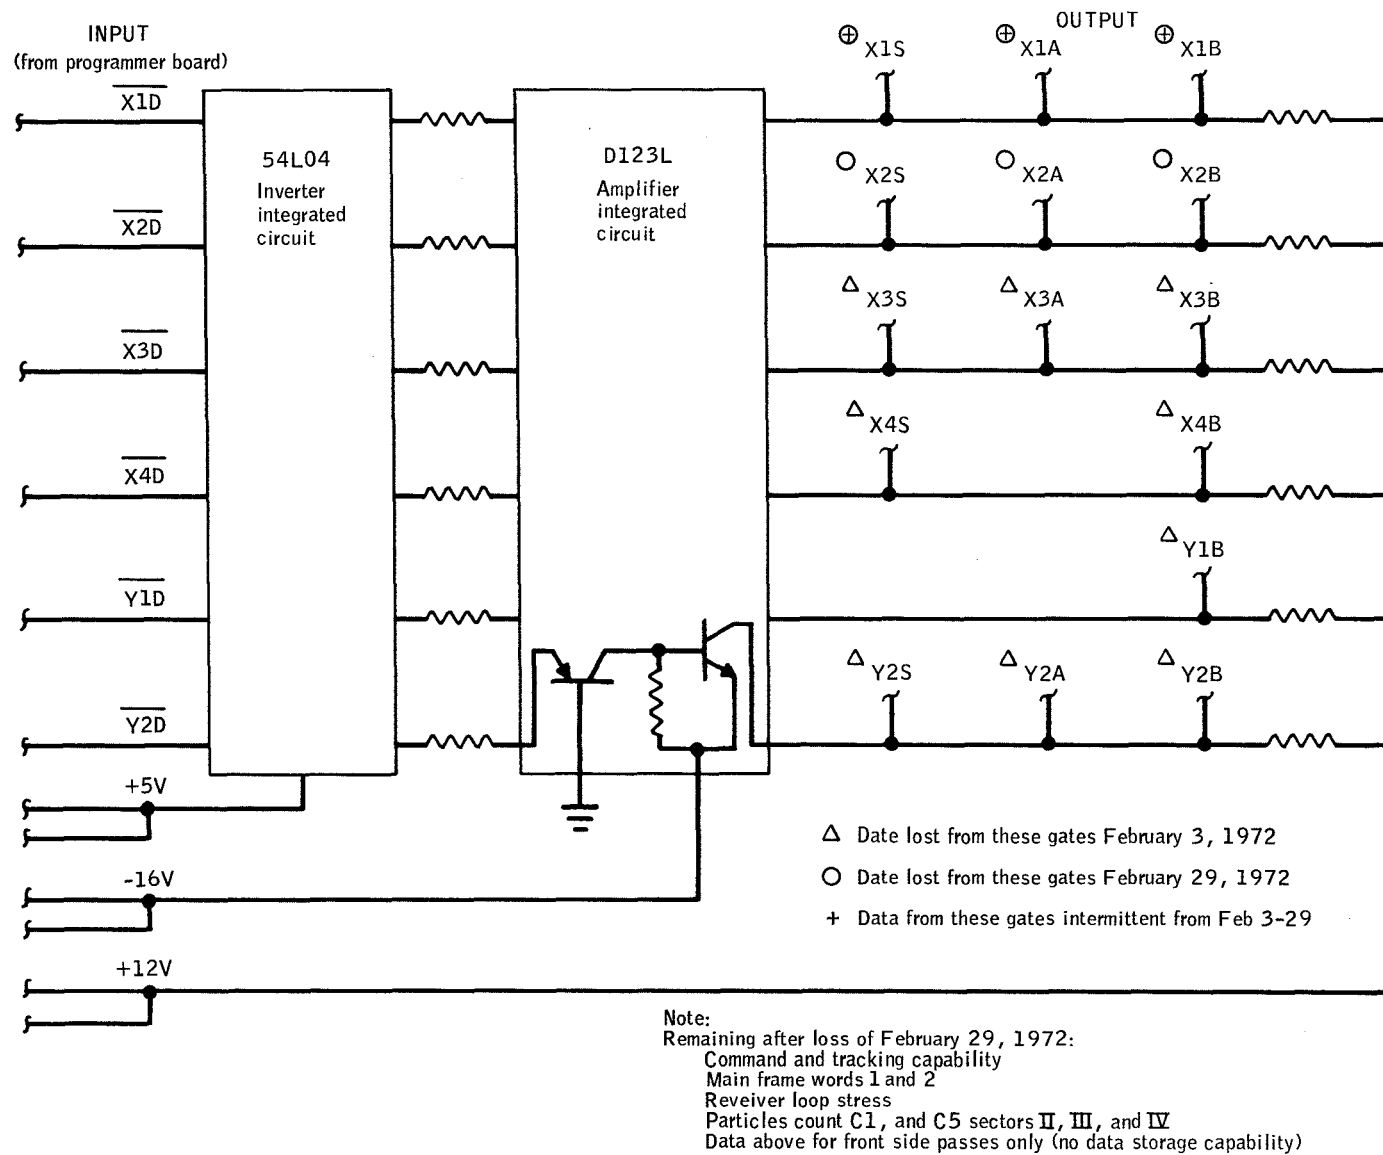 INPUT
(from programmer board)
OUTPUT
X1D
54L04
Inverter
integrated
circuit
D123L
Amplifier
integrated
circuit
X1S X1A X1B
X2D
X2S X2A X2B
X3D
X3S X3A X3B
X4D
X4S X4B
Y1D
Y1B
Y2D
Y2S Y2A Y2B
+5V
-16V
+12V
△ Date lost from these gates February 3, 1972
○ Date lost from these gates February 29, 1972
+ Data from these gates intermittent from Feb 3-29
Note:
Remaining after loss of February 29, 1972:
Command and tracking capability
Main frame words 1 and 2
Reveiver loop stress
Particles count C1, and C5 sectors II, III, and IV
Data above for front side passes only (no data storage capability)